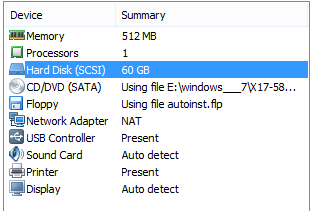 Device Summary
Memory 512 MB
Processors 1
Hard Disk (SCSI) 60 GB
CD/DVD (SATA) Using file E:\windows___7\X17-58...
Floppy Using file autoinst.flp
Network Adapter NAT
USB Controller Present
Sound Card Auto detect
Printer Present
Display Auto detect